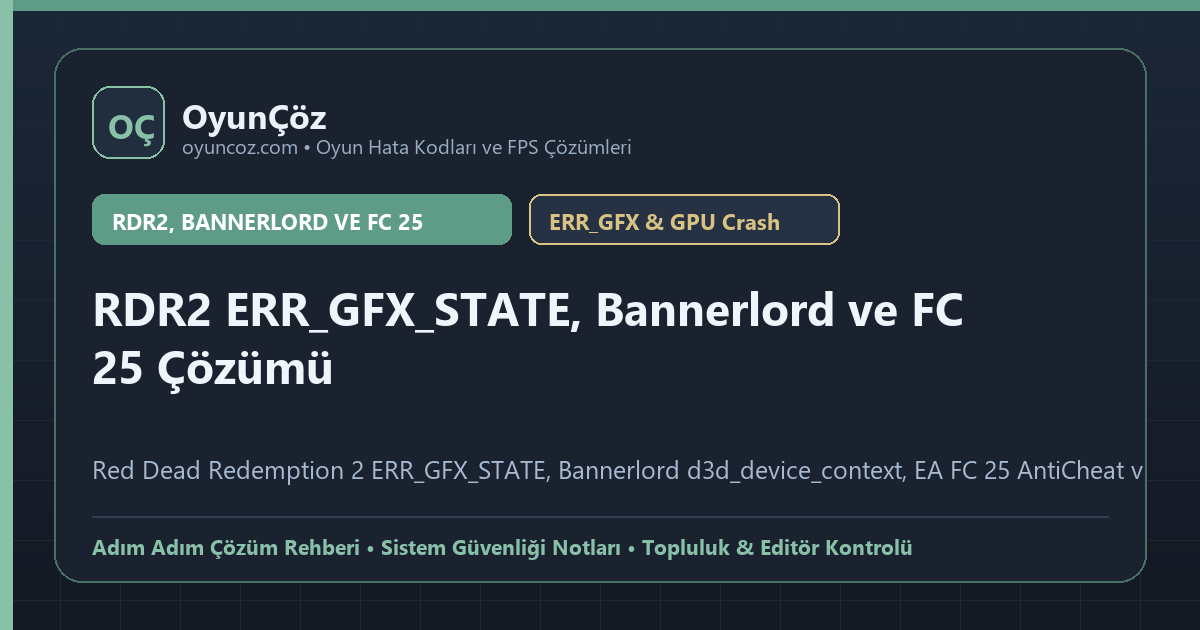 OÇ
OyunÇöz
oyuncoz.com • Oyun Hata Kodları ve FPS Çözümleri
RDR2, BANNERLORD VE FC 25
ERR_GFX & GPU Crash
RDR2 ERR_GFX_STATE, Bannerlord ve FC
25 Çözümü
Red Dead Redemption 2 ERR_GFX_STATE, Bannerlord d3d_device_context, EA FC 25 AntiCheat v
Adım Adım Çözüm Rehberi • Sistem Güvenliği Notları • Topluluk & Editör Kontrolü